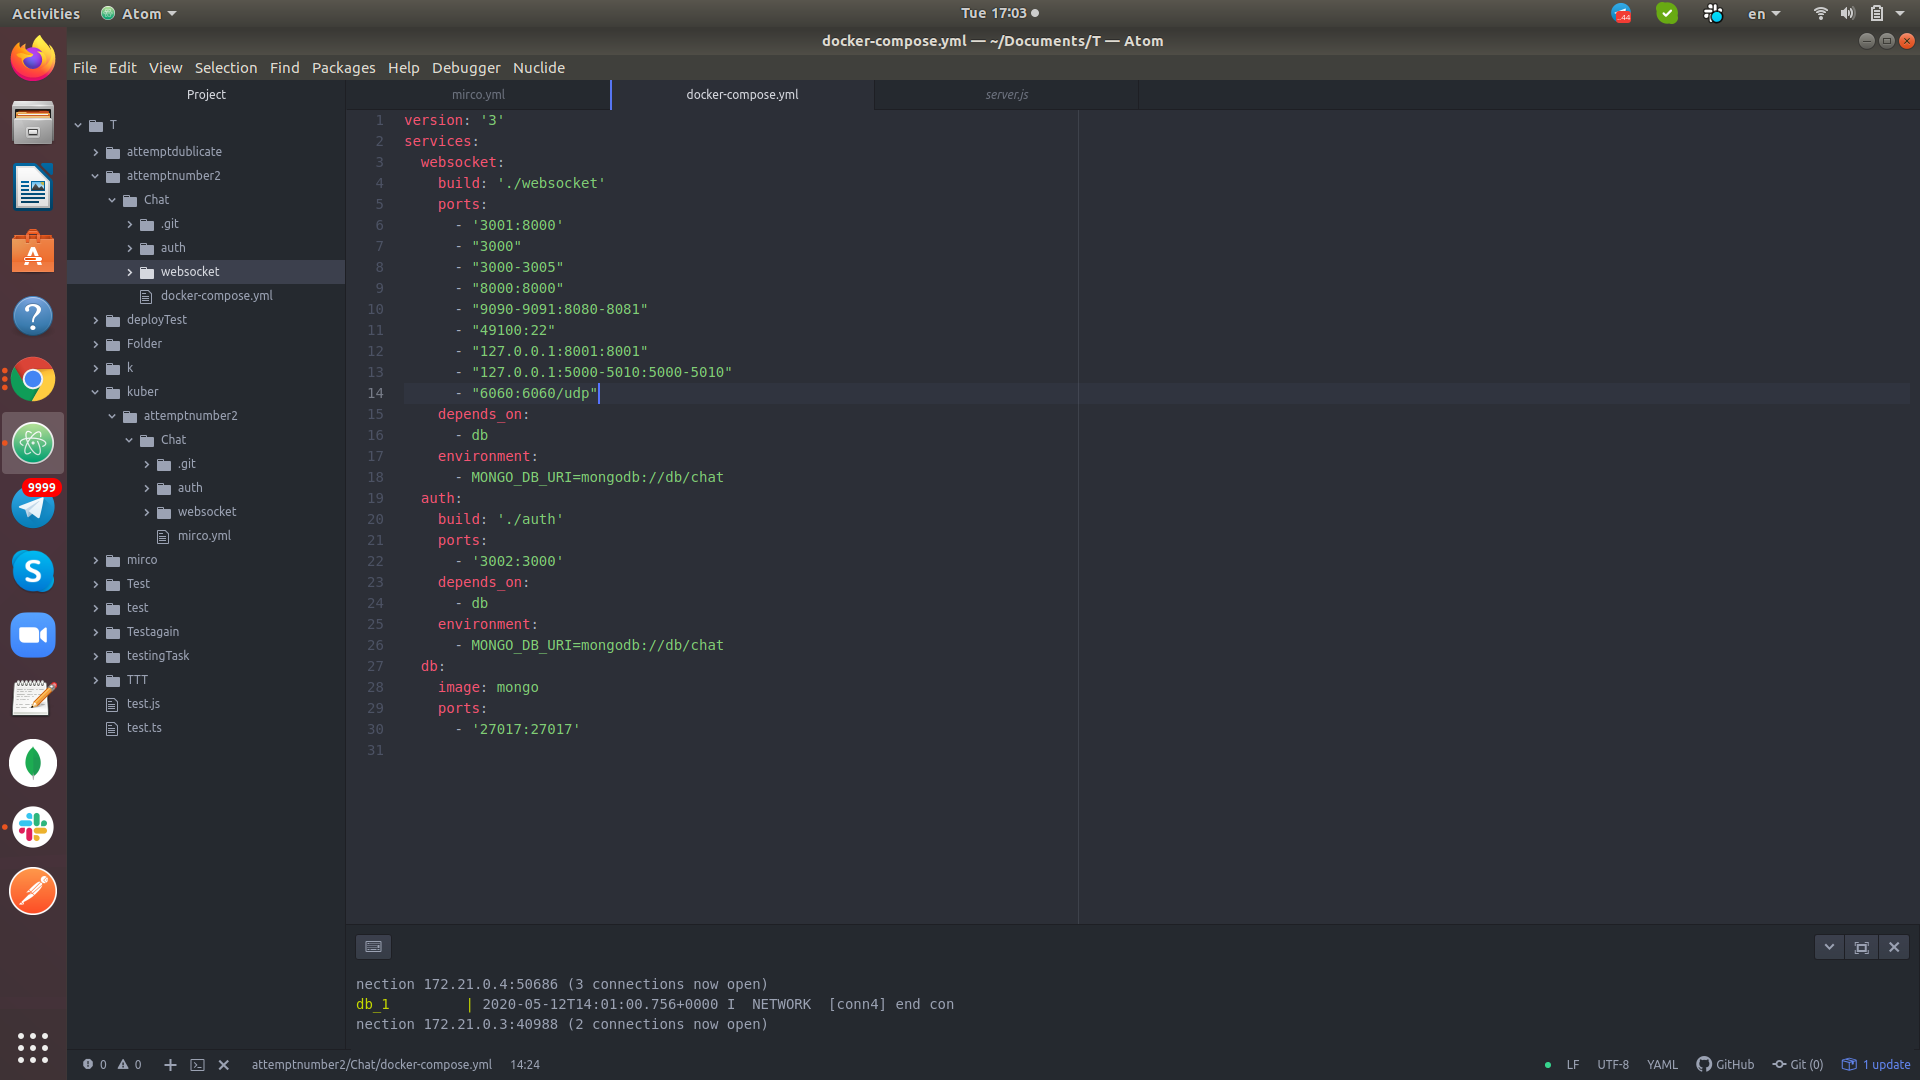 Activities
Atom
Tue 17:03
en
docker-compose.yml — ~/Documents/T — Atom
File Edit View Selection Find Packages Help Debugger Nuclide
Project
T
attemptdublicate
attemptnumber2
Chat
.git
auth
websocket
docker-compose.yml
deployTest
Folder
k
kuber
attemptnumber2
Chat
.git
auth
websocket
mirco.yml
mirco
Test
test
Testagain
testingTask
TTT
test.js
test.ts
9999
mirco.yml
docker-compose.yml
server.js
1 version: '3'
2 services:
3 websocket:
4 build: './websocket'
5 ports:
6 - '3001:8000'
7 - "3000"
8 - "3000-3005"
9 - "8000:8000"
10 - "9090-9091:8080-8081"
11 - "49100:22"
12 - "127.0.0.1:8001:8001"
13 - "127.0.0.1:5000-5010:5000-5010"
14 - "6060:6060/udp"
15 depends_on:
16 - db
17 environment:
18 - MONGO_DB_URI=mongodb://db/chat
19 auth:
20 build: './auth'
21 ports:
22 - '3002:3000'
23 depends_on:
24 - db
25 environment:
26 - MONGO_DB_URI=mongodb://db/chat
27 db:
28 image: mongo
29 ports:
30 - '27017:27017'
31
nection 172.21.0.4:50686 (3 connections now open)
db_1 | 2020-05-12T14:01:00.756+0000 I NETWORK [conn4] end con
nection 172.21.0.3:40988 (2 connections now open)
0 0 attemptnumber2/Chat/docker-compose.yml 14:24
LF UTF-8 YAML GitHub Git (0) 1 update